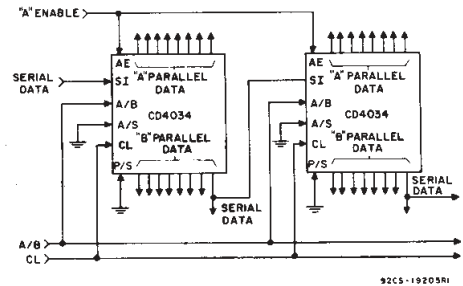 "A" ENABLE
AE
SERIAL DATA
SI
"A" PARALLEL DATA
A/B
CD4034
A/S
CL
"B" PARALLEL DATA
P/S
SERIAL DATA
AE
SI
"A" PARALLEL DATA
A/B
CD4034
A/S
CL
"B" PARALLEL DATA
P/S
SERIAL DATA
A/B
CL
92CS-19205R1